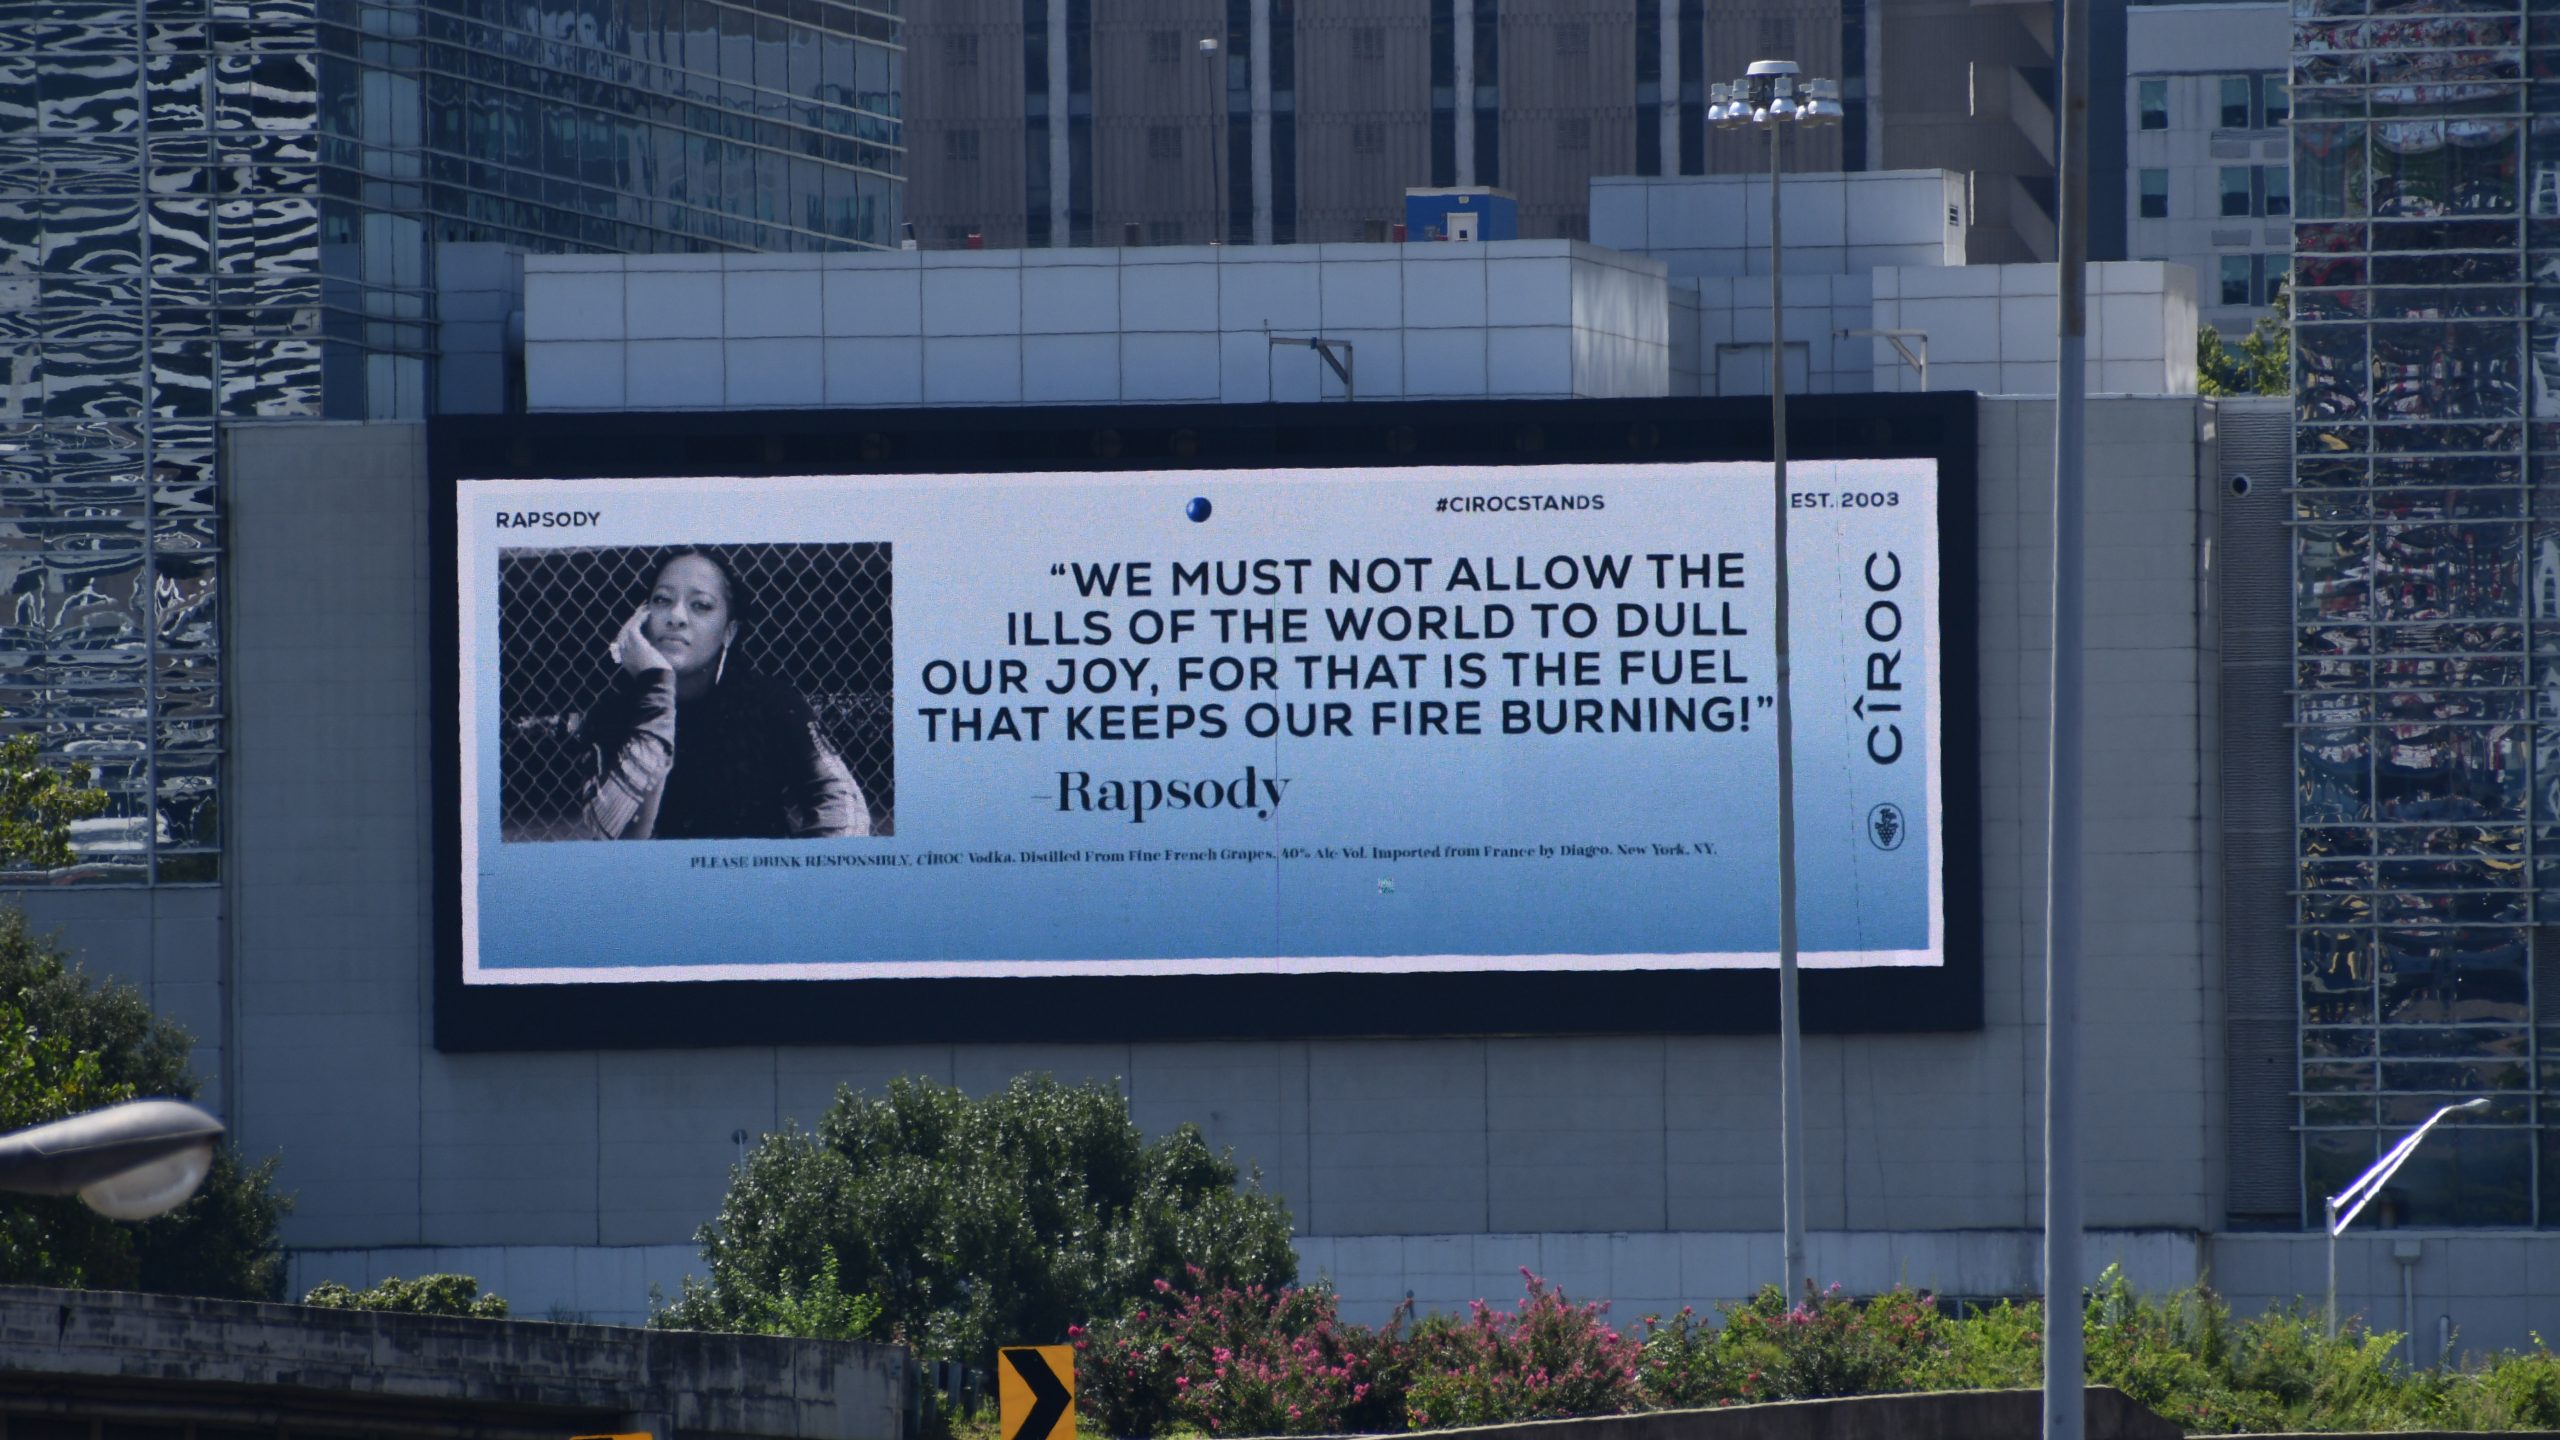 RAPSODY
#CIROCSTANDS
EST. 2003
“WE MUST NOT ALLOW THE
ILLS OF THE WORLD TO DULL
OUR JOY, FOR THAT IS THE FUEL
THAT KEEPS OUR FIRE BURNING!”
–Rapsody
CÎROC
PLEASE DRINK RESPONSIBLY. CÎROC Vodka. Distilled From Fine French Grapes. 40% Alc Vol. Imported from France by Diageo. New York. NY.